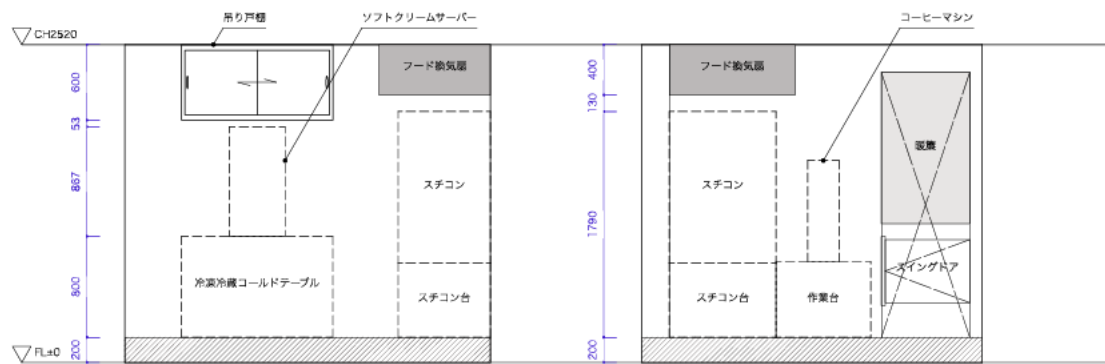 吊り戸棚
ソフトクリームサーバー
コーヒーマシン
CH2520
フード換気扇
フード換気扇
600
400
130
53
暖簾
スチコン
スチコン
867
1790
スイングドア
冷凍冷蔵コールドテーブル
800
スチコン台
スチコン台
作業台
200
200
FL±0